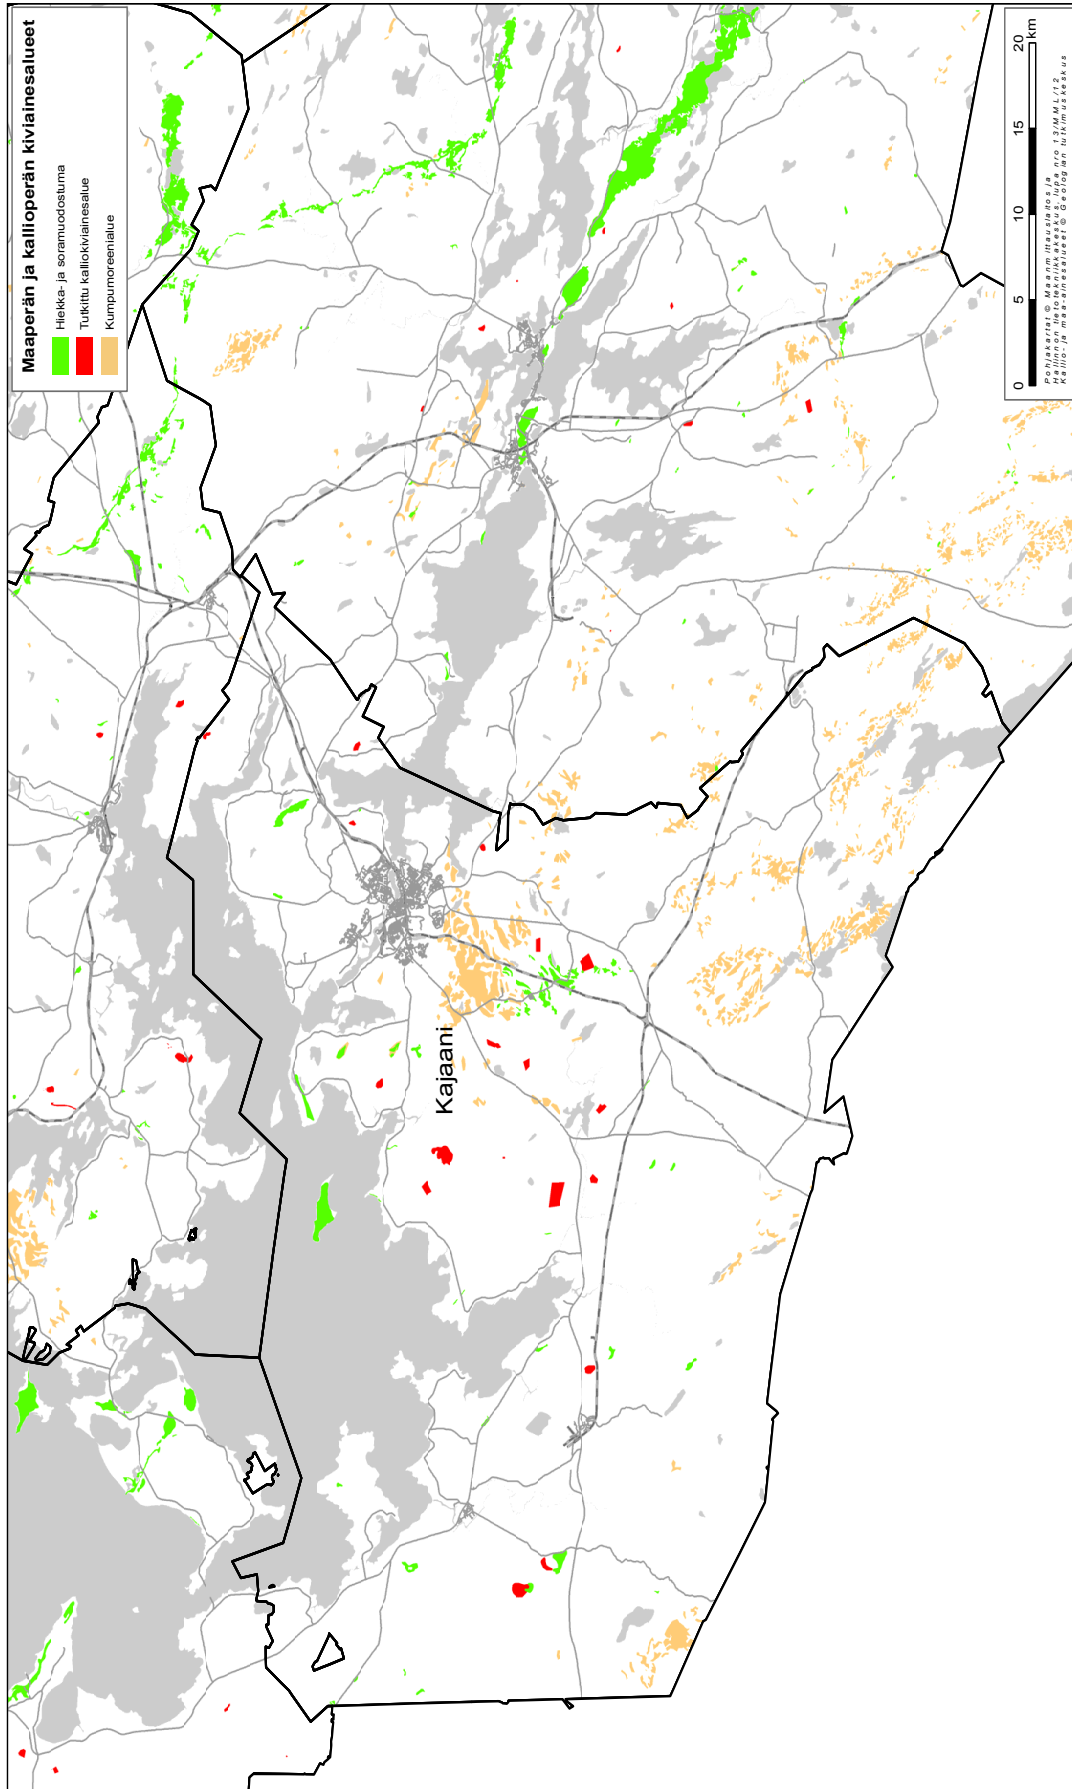 Maaperän ja kallioperän kiviainesalueet
Hiekka- ja soramuodostuma
Tutkittu kalliokiviainesalue
Kumpumoreenialue
Kajaani
0 5 10 15 20 km
Pohjakartat © Maanmittauslaitos ja
Hallinnon tietotekniikkakeskus, lupa nro 13/MML/12
Kallio- ja maa-ainesalueet © Geologian tutkimuskeskus